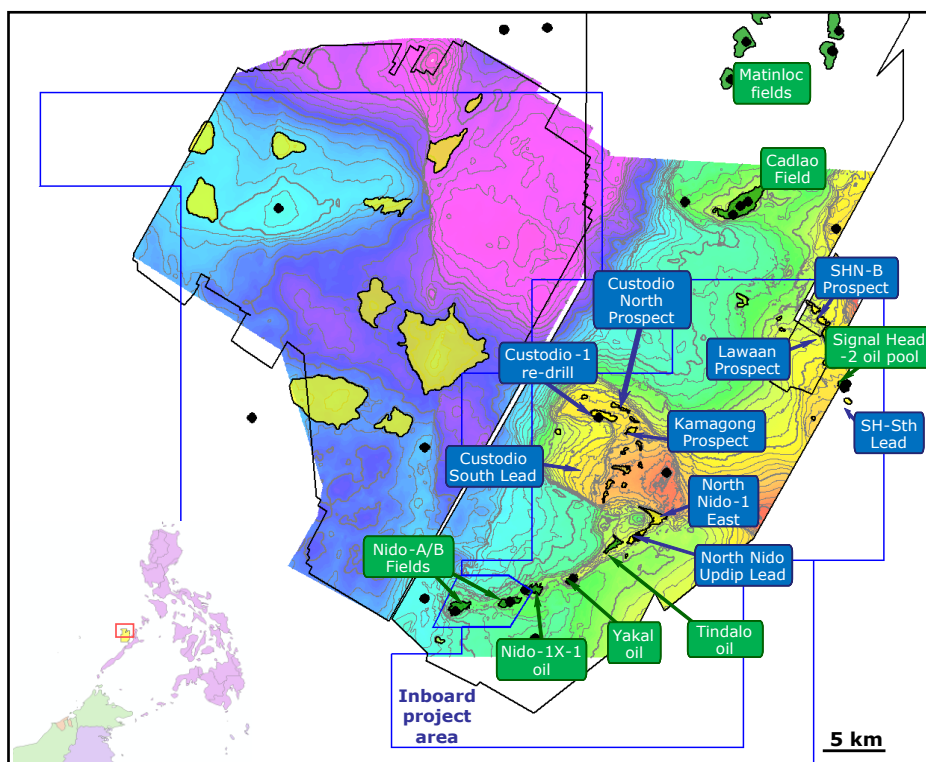 Matinloc
fields
Cadlao
Field
SHN-B
Prospect
Custodio
North
Prospect
Signal Head
-2 oil pool
Lawaan
Prospect
Custodio -1
re-drill
SH-Sth
Lead
Kamagong
Prospect
Custodio
South Lead
North
Nido-1
East
Nido-A/B
Fields
North Nido
Updip Lead
Nido-1X-1
oil
Yakal
oil
Tindalo
oil
Inboard
project
area
5 km